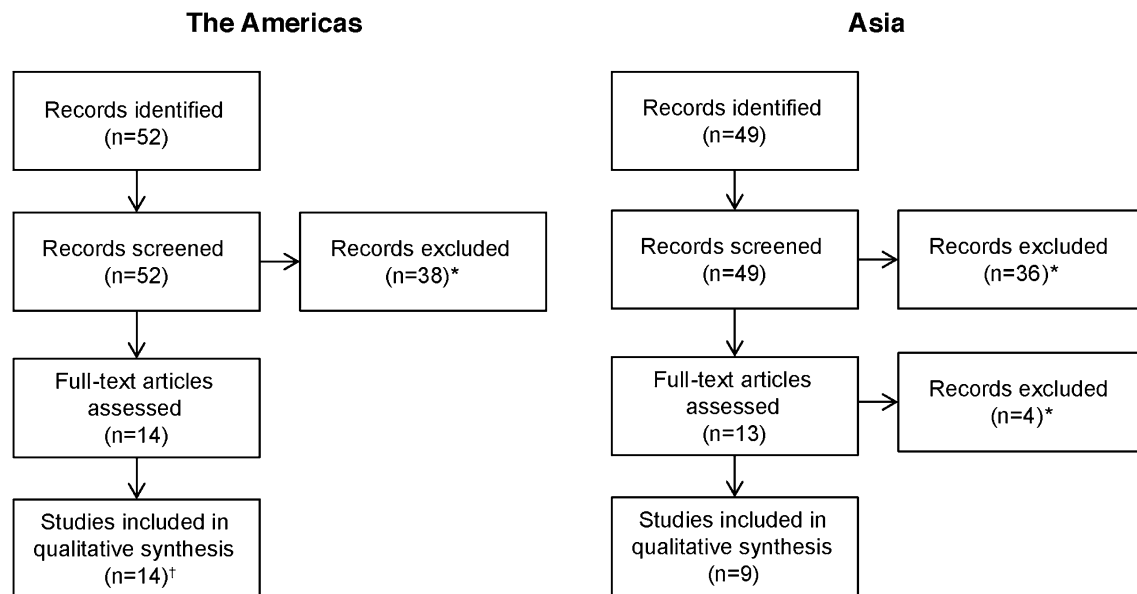 The Americas
Records identified
(n=52)
Records screened
(n=52)
Records excluded
(n=38)*
Full-text articles
assessed
(n=14)
Studies included in
qualitative synthesis
(n=14)†
Asia
Records identified
(n=49)
Records screened
(n=49)
Records excluded
(n=36)*
Full-text articles
assessed
(n=13)
Records excluded
(n=4)*
Studies included in
qualitative synthesis
(n=9)